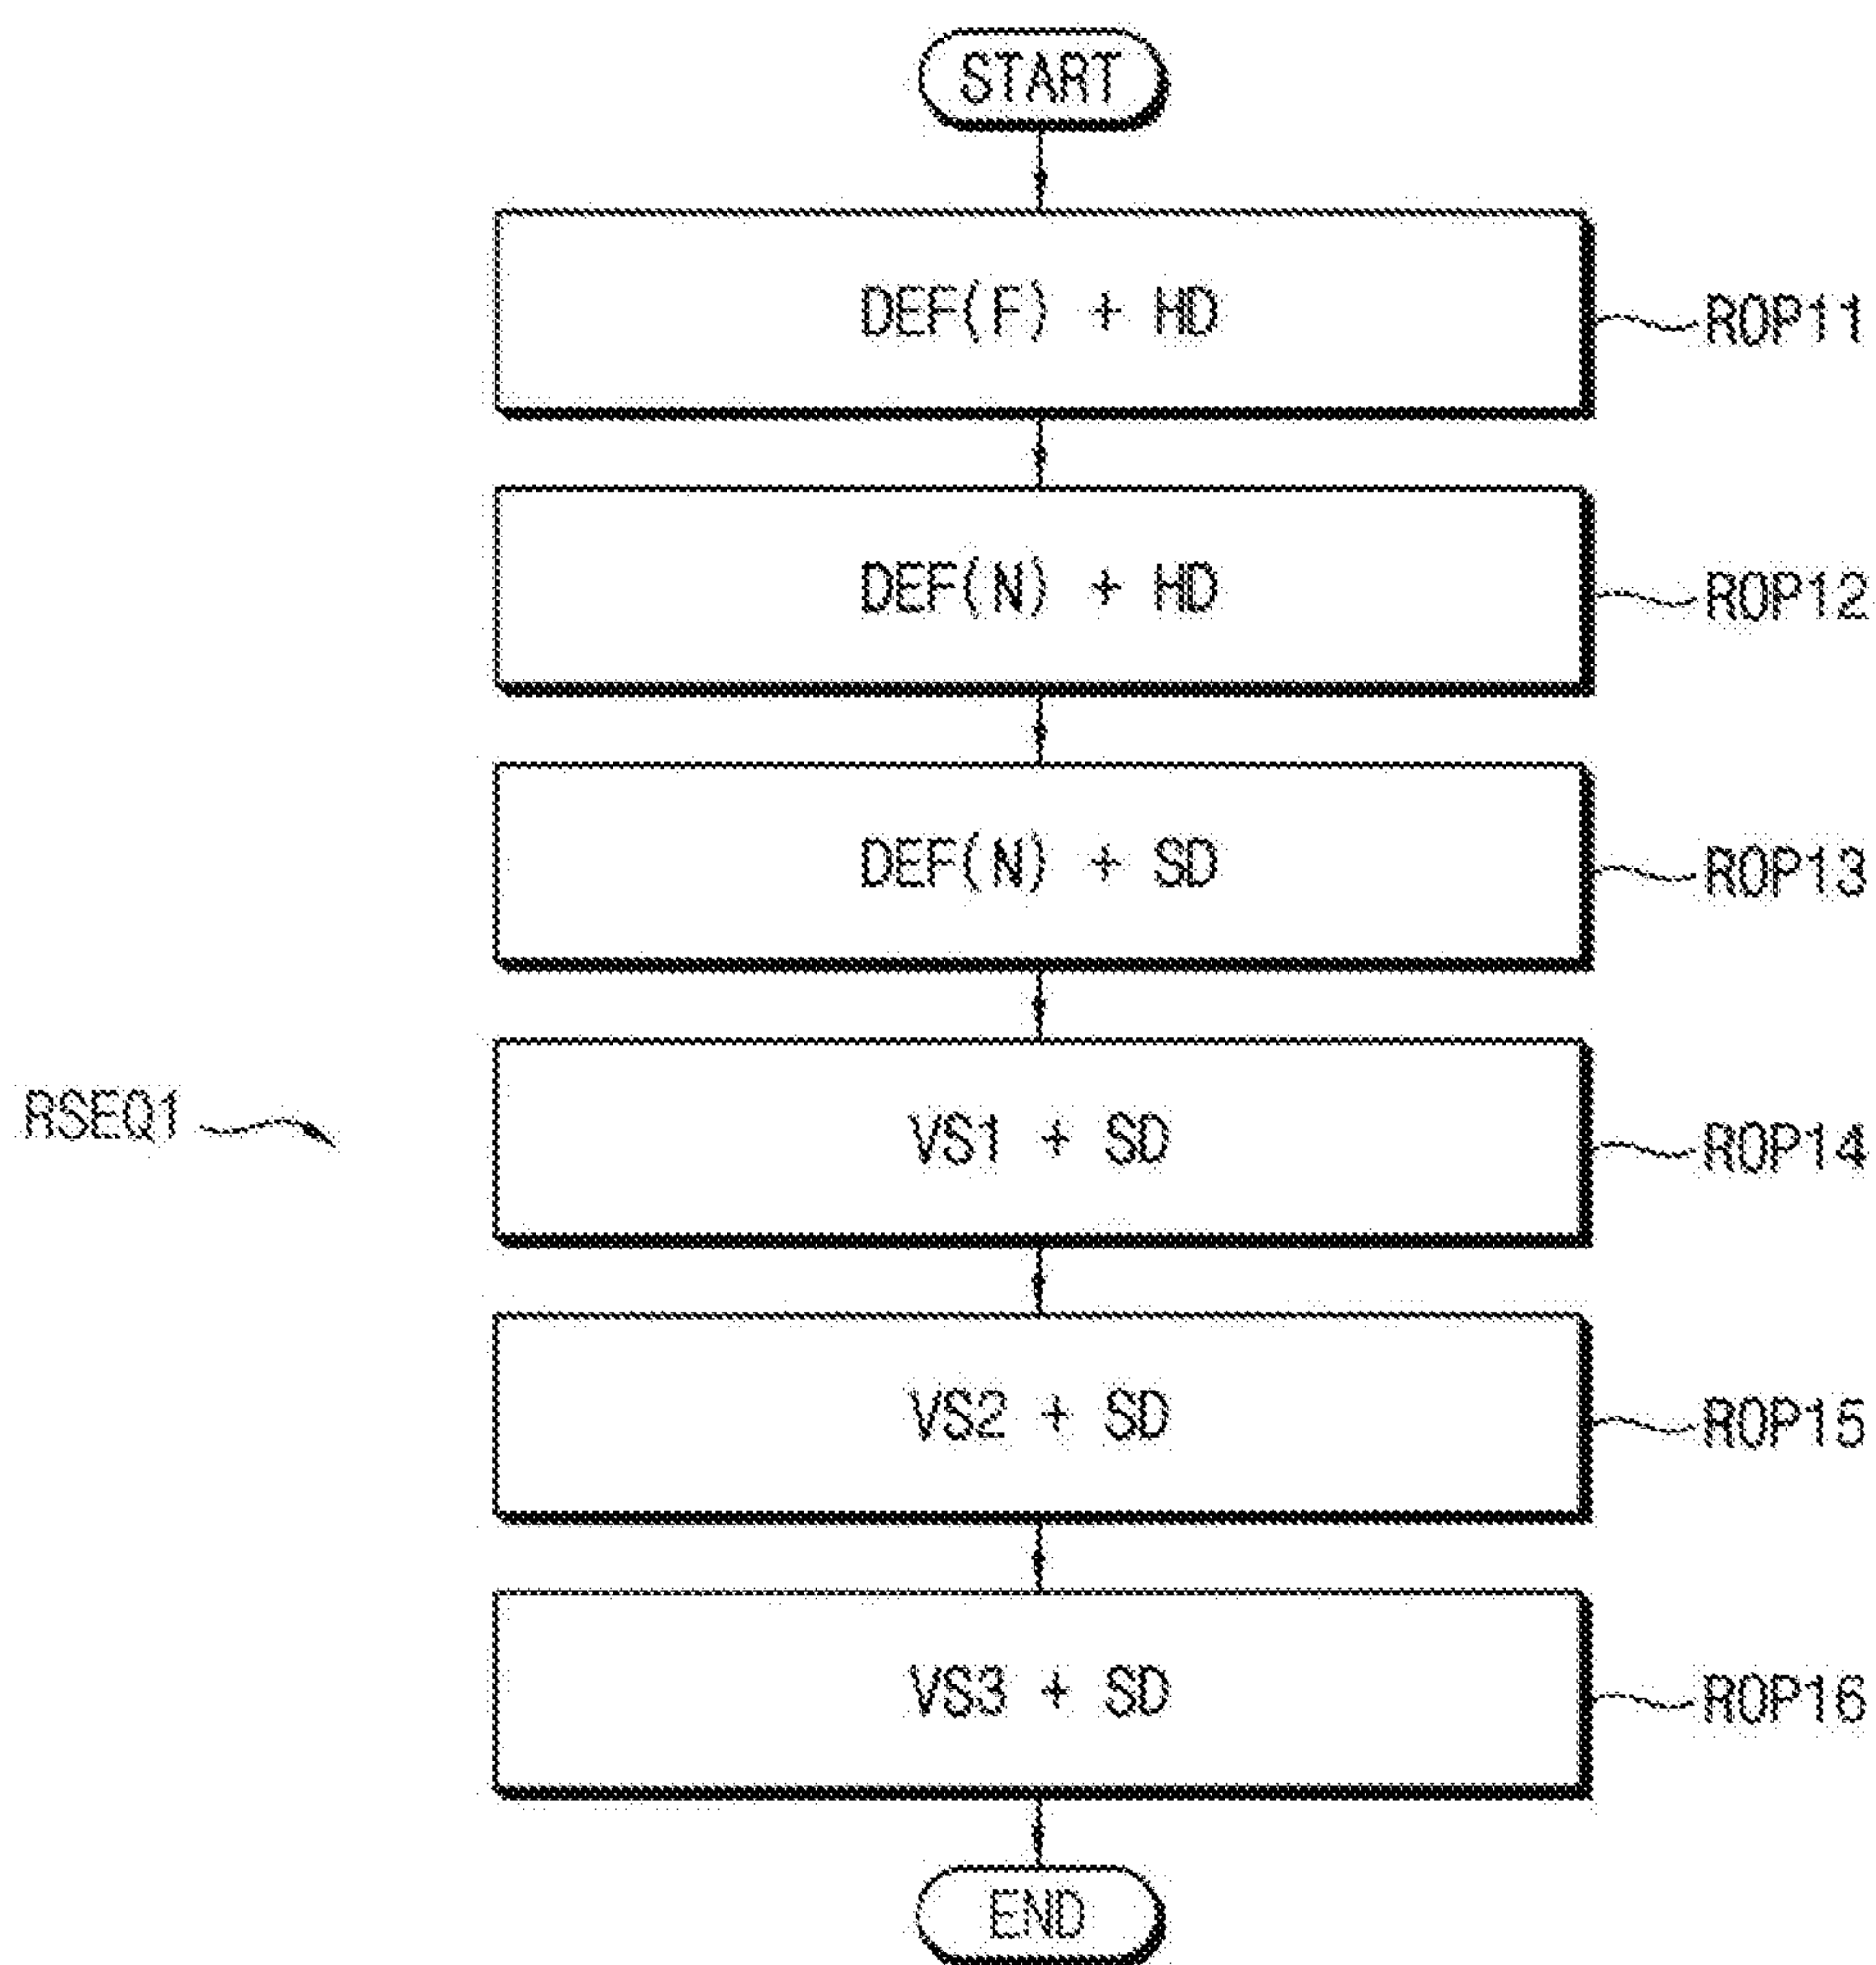 START
DEF(F) + HD
ROP11
DEF(N) + HD
ROP12
DEF(N) + SD
ROP13
RSEQ1
VS1 + SD
ROP14
VS2 + SD
ROP15
VS3 + SD
ROP16
END